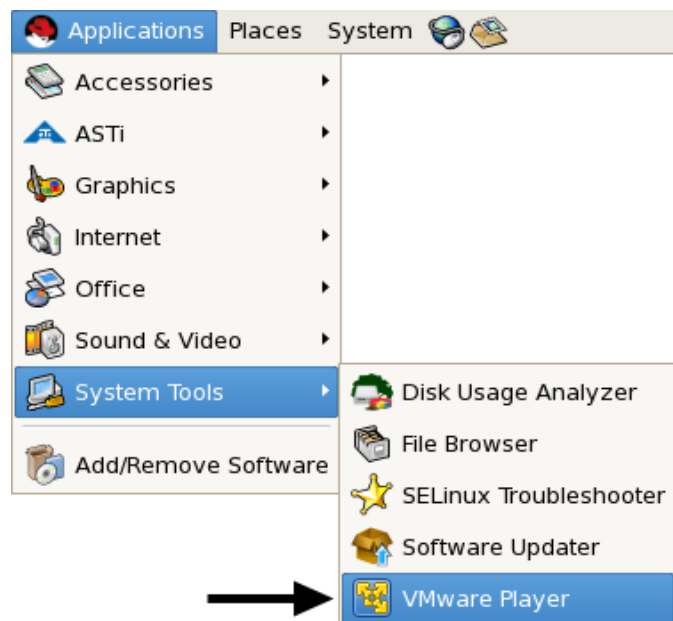 Applications Places System
Accessories
ASTi
Graphics
Internet
Office
Sound & Video
System Tools
Add/Remove Software
Disk Usage Analyzer
File Browser
SELinux Troubleshooter
Software Updater
VMware Player